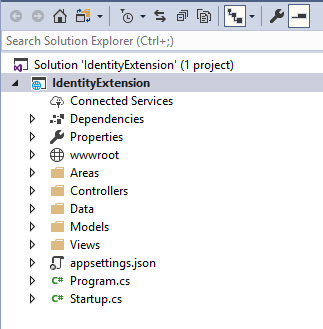 Search Solution Explorer (Ctrl+;)
Solution 'IdentityExtension' (1 project)
IdentityExtension
Connected Services
Dependencies
Properties
wwwroot
Areas
Controllers
Data
Models
Views
appsettings.json
C# Program.cs
C# Startup.cs